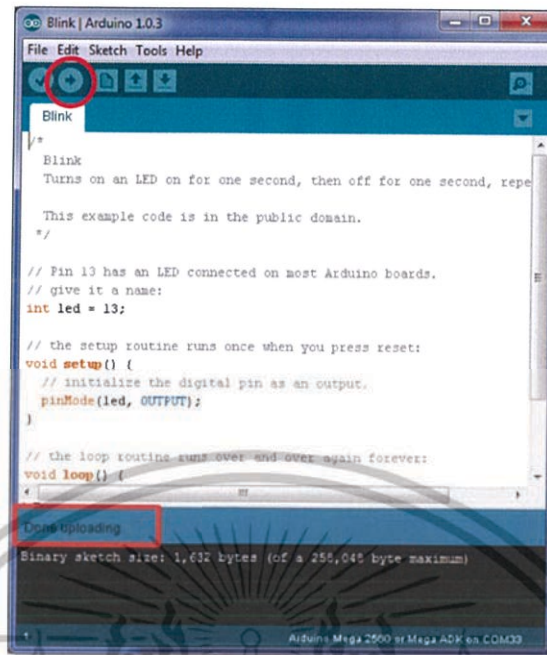 Blink | Arduino 1.0.3
File Edit Sketch Tools Help
Blink
/*
Blink
Turns on an LED on for one second, then off for one second, repe
This example code is in the public domain.
*/
// Pin 13 has an LED connected on most Arduino boards.
// give it a name:
int led = 13;
// the setup routine runs once when you press reset:
void setup() {
// initialize the digital pin as an output.
pinMode(led, OUTPUT);
}
// the loop routine runs over and over again forever:
void loop() {
Done uploading
Binary sketch size: 1,632 bytes (of a 258,048 byte maximum)
1
Arduino Mega 2560 or Mega ADK on COM33